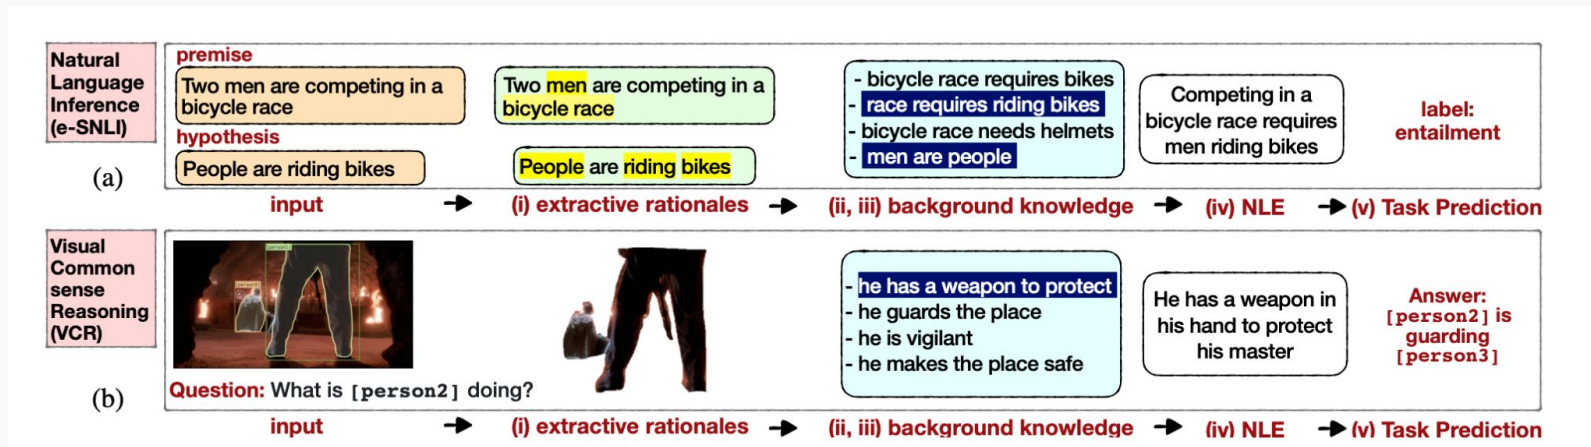 Natural
Language
Inference
(e-SNLI)
(a)
premise
Two men are competing in a
bicycle race
hypothesis
People are riding bikes
Two men are competing in a
bicycle race
People are riding bikes
- bicycle race requires bikes
- race requires riding bikes
- bicycle race needs helmets
- men are people
Competing in a
bicycle race requires
men riding bikes
label:
entailment
input → (i) extractive rationales → (ii, iii) background knowledge → (iv) NLE → (v) Task Prediction
Visual
Common
sense
Reasoning
(VCR)
(b)
Question: What is [person2] doing?
- he has a weapon to protect
- he guards the place
- he is vigilant
- he makes the place safe
He has a weapon in
his hand to protect
his master
Answer:
[person2] is
guarding
[person3]
input → (i) extractive rationales → (ii, iii) background knowledge → (iv) NLE → (v) Task Prediction